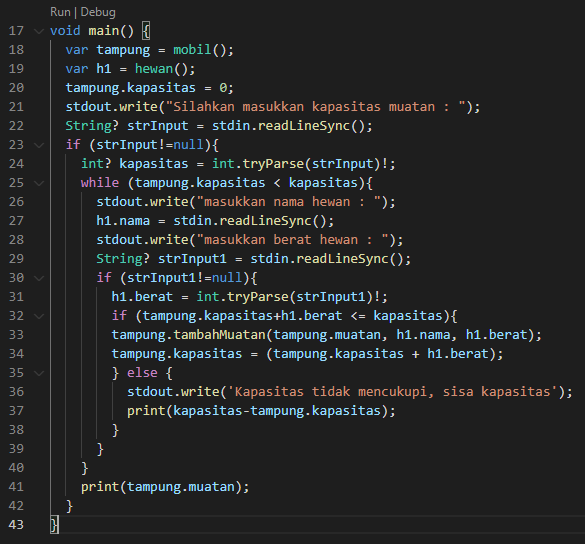 Run | Debug
17 void main() {
18 var tampung = mobil();
19 var h1 = hewan();
20 tampung.kapasitas = 0;
21 stdout.write("Silahkan masukkan kapasitas muatan : ");
22 String? strInput = stdin.readLineSync();
23 if (strInput!=null){
24 int? kapasitas = int.tryParse(strInput)!;
25 while (tampung.kapasitas < kapasitas){
26 stdout.write("masukkan nama hewan : ");
27 h1.nama = stdin.readLineSync();
28 stdout.write("masukkan berat hewan : ");
29 String? strInput1 = stdin.readLineSync();
30 if (strInput1!=null){
31 h1.berat = int.tryParse(strInput1)!;
32 if (tampung.kapasitas+h1.berat <= kapasitas){
33 tampung.tambahMuatan(tampung.muatan, h1.nama, h1.berat);
34 tampung.kapasitas = (tampung.kapasitas + h1.berat);
35 } else {
36 stdout.write('Kapasitas tidak mencukupi, sisa kapasitas');
37 print(kapasitas-tampung.kapasitas);
38 }
39 }
40 }
41 print(tampung.muatan);
42 }
43 }